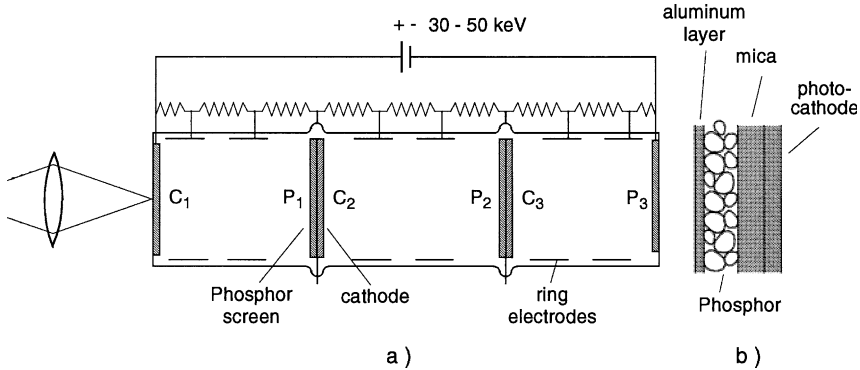 + - 30 - 50 keV
C1
P1
C2
P2
C3
P3
Phosphor
screen
cathode
ring
electrodes
a )
aluminum
layer
mica
photo-
cathode
Phosphor
b )